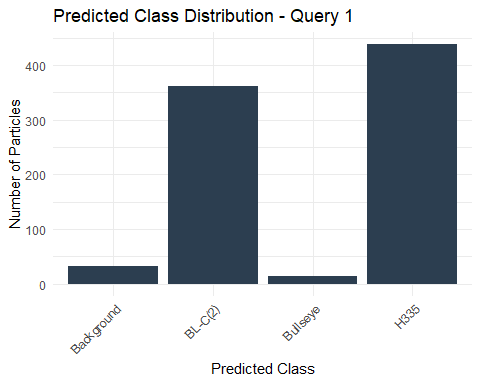 Predicted Class Distribution - Query 1
Number of Particles
400
300
200
100
0
Background
BL-C(2)
Bullseye
H335
Predicted Class